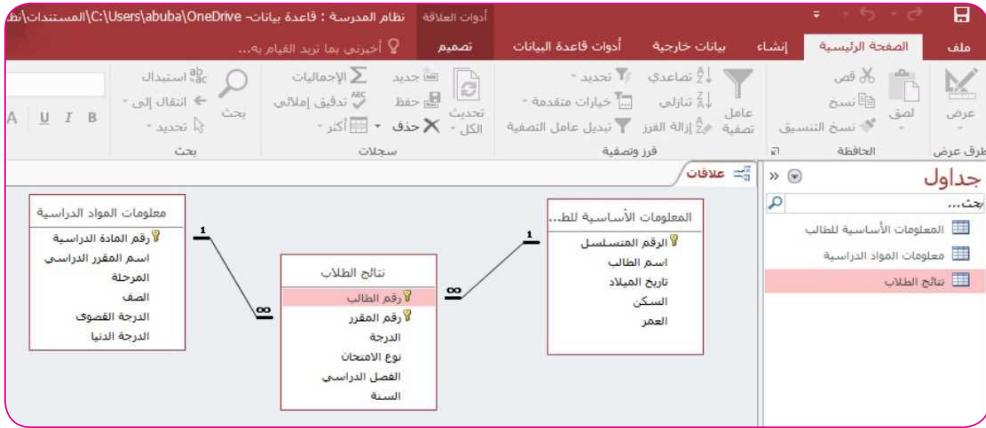 أدوات العلاقة
نظام المدرسة : قاعدة بيانات- C:\Users\abuba\OneDrive\المستندات\نظ
ملف
الصفحة الرئيسية
إنشاء
بيانات خارجية
أدوات قاعدة البيانات
تصميم
أخبرني بما تريد القيام به...
عرض
طرق عرض
لصق
قص
نسخ
نسخ التنسيق
الحافظة
عامل
تصفية
تصاعدي
تنازلي
إزالة الفرز
تحديد
خيارات متقدمة
تبديل عامل التصفية
فرز وتصفية
تحديث
الكل
جديد
حفظ
حذف
الإجماليات
تدقيق إملائي
أكثر
سجلات
بحث
استبدال
انتقال إلى
تحديد
بحث
B I U A
جداول
بحث...
المعلومات الأساسية للطالب
معلومات المواد الدراسية
نتائج الطلاب
علاقات
المعلومات الأساسية للط...
الرقم المتسلسل
اسم الطالب
تاريخ الميلاد
السكن
العمر
1
∞
نتائج الطلاب
رقم الطالب
رقم المقرر
الدرجة
نوع الامتحان
الفصل الدراسي
السنة
∞
1
معلومات المواد الدراسية
رقم المادة الدراسية
اسم المقرر الدراسي
المرحلة
الصف
الدرجة القصوى
الدرجة الدنيا